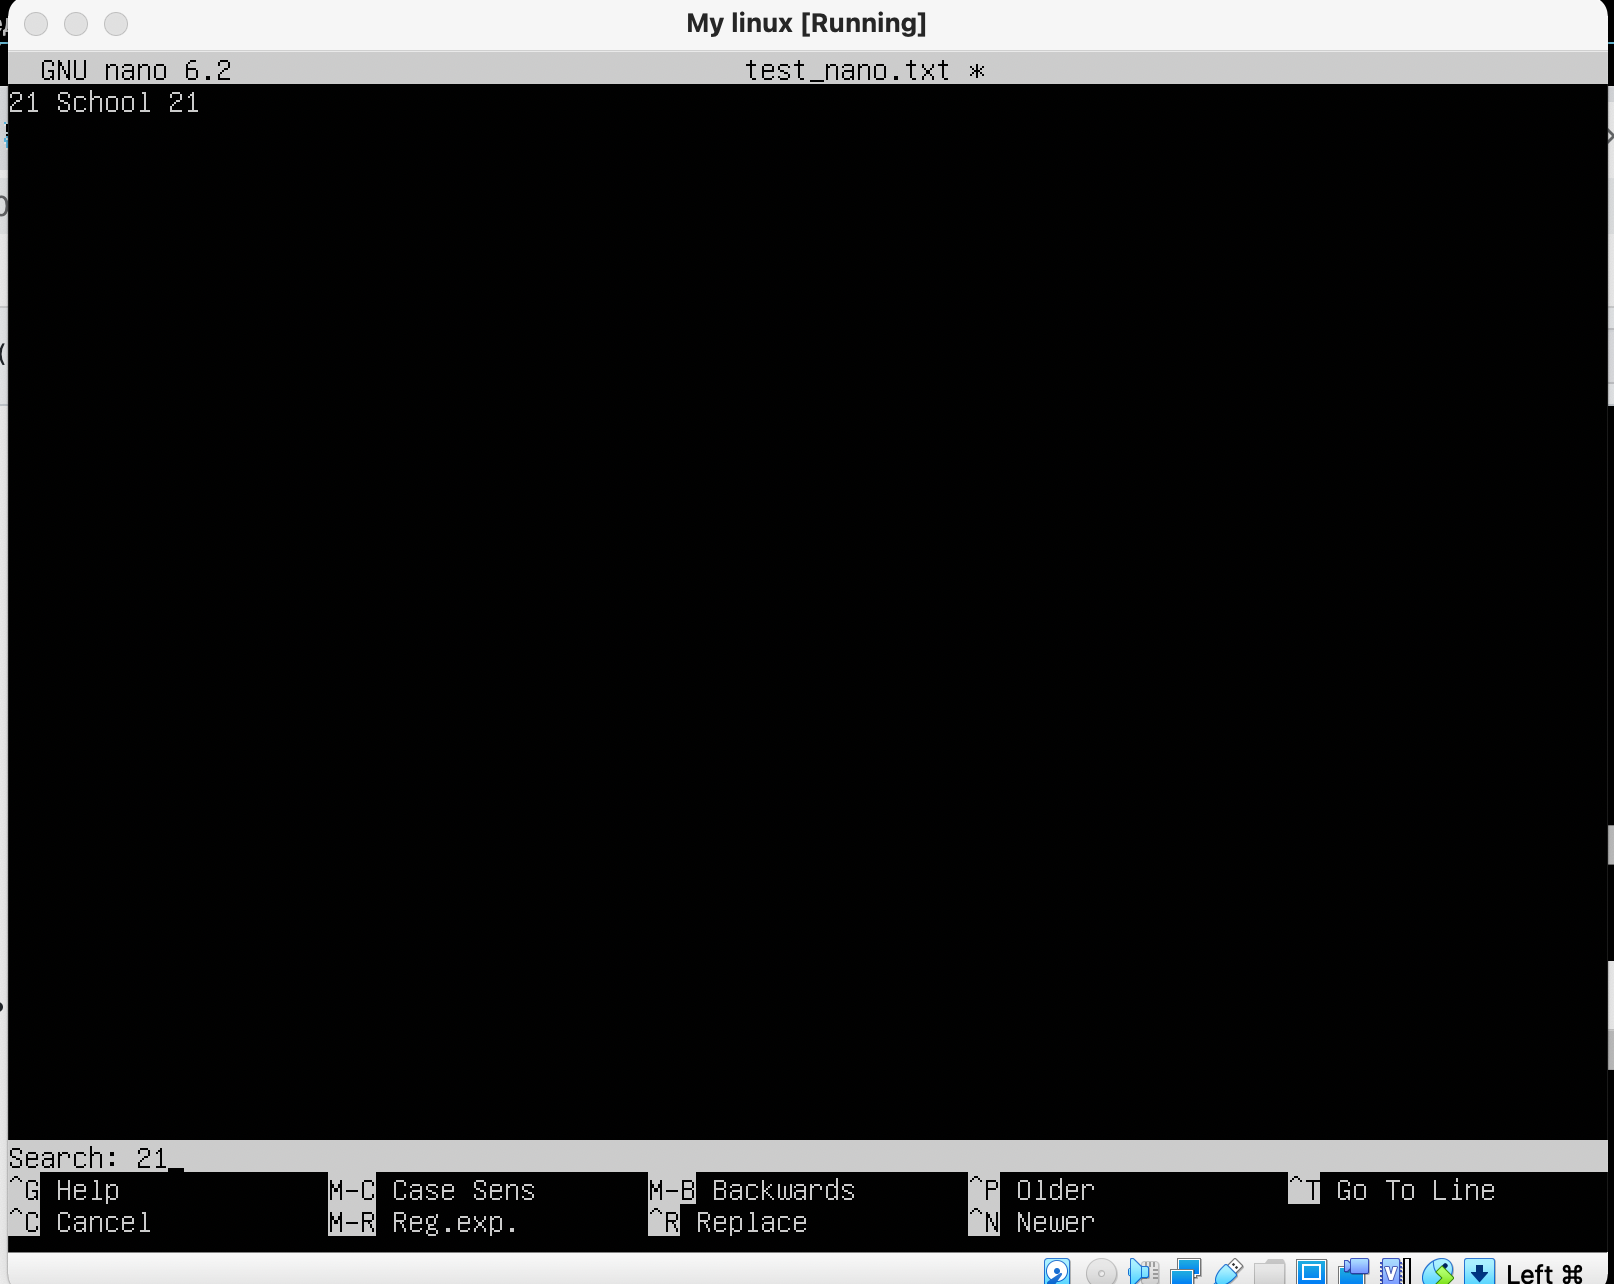 My linux [Running]
GNU nano 6.2 test_nano.txt *
21 School 21
Search: 21
^G Help M-C Case Sens M-B Backwards ^P Older ^T Go To Line
^C Cancel M-R Reg.exp. ^R Replace ^N Newer
Left ⌘